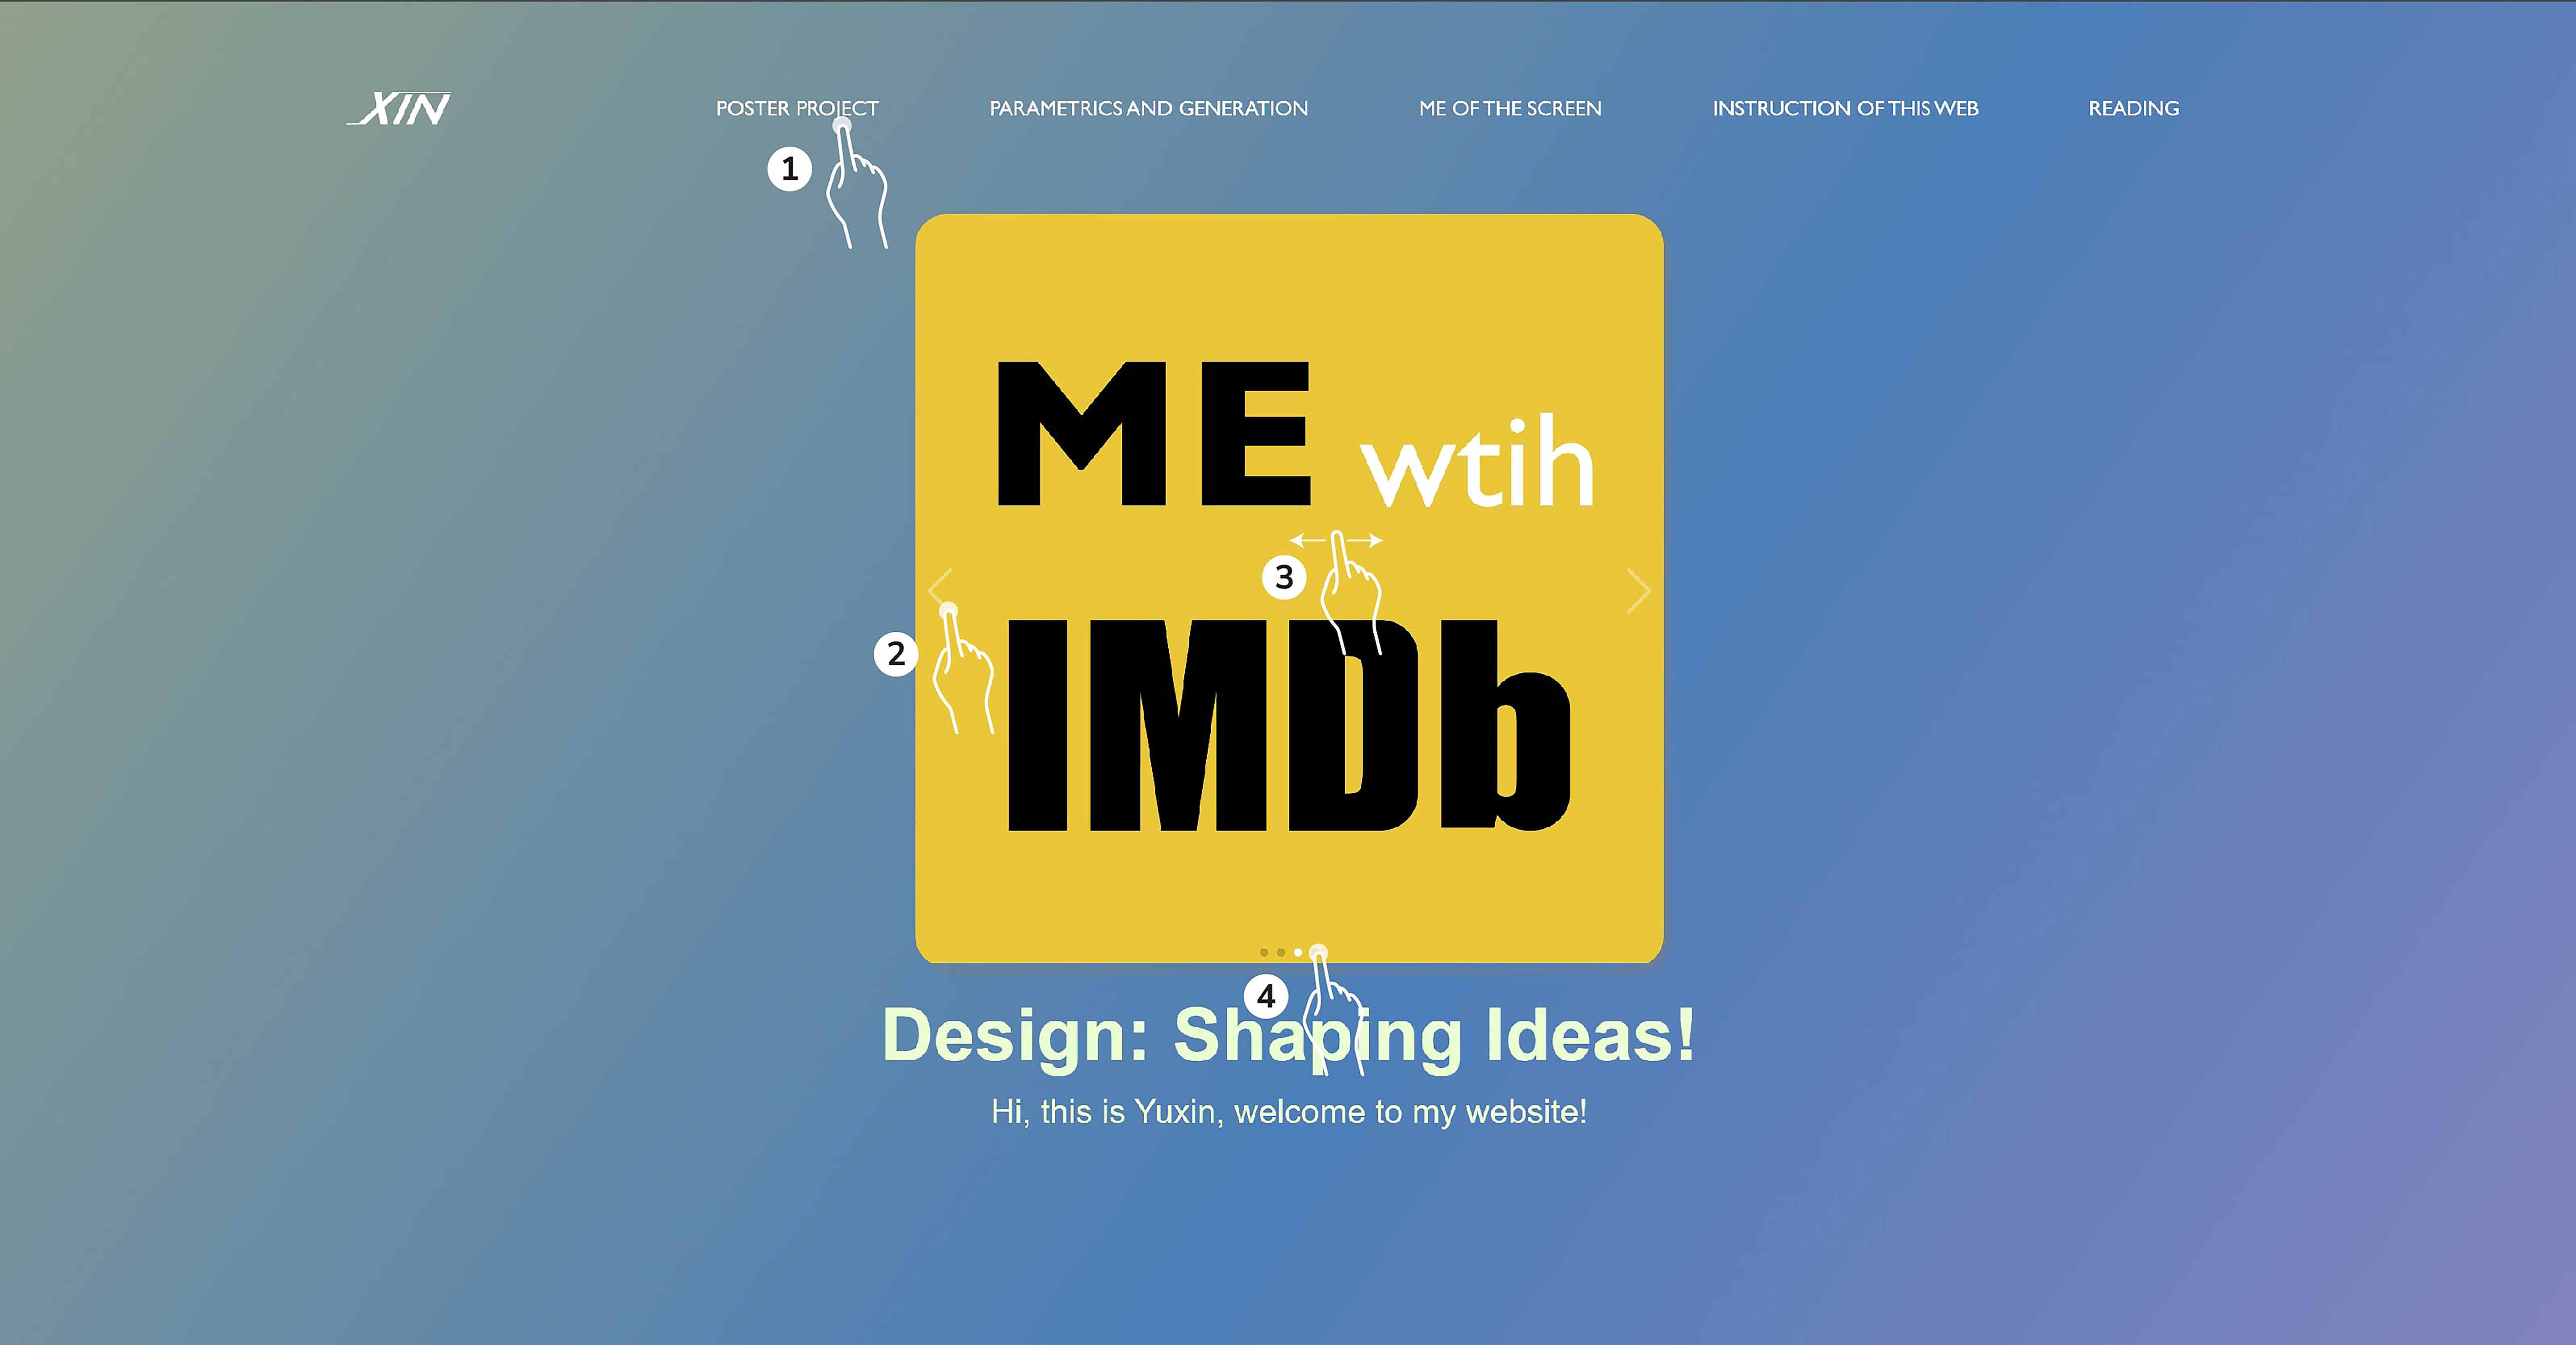 XIN
POSTER PROJECT
PARAMETRICS AND GENERATION
ME OF THE SCREEN
INSTRUCTION OF THIS WEB
READING
1
ME wtih
3
2
IMDb
4
Design: Shaping Ideas!
Hi, this is Yuxin, welcome to my website!